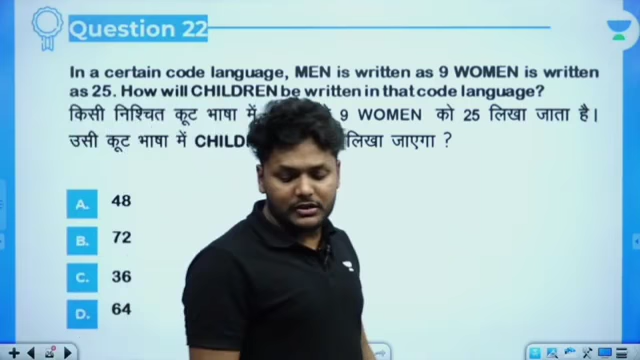 Question 22
In a certain code language, MEN is written as 9 WOMEN is written
as 25. How will CHILDREN be written in that code language?
किसी निश्चित कूट भाषा में 9 WOMEN को 25 लिखा जाता है।
उसी कूट भाषा में लिखा जाएगा ?
A. 48
B. 72
C. 36
D. 64